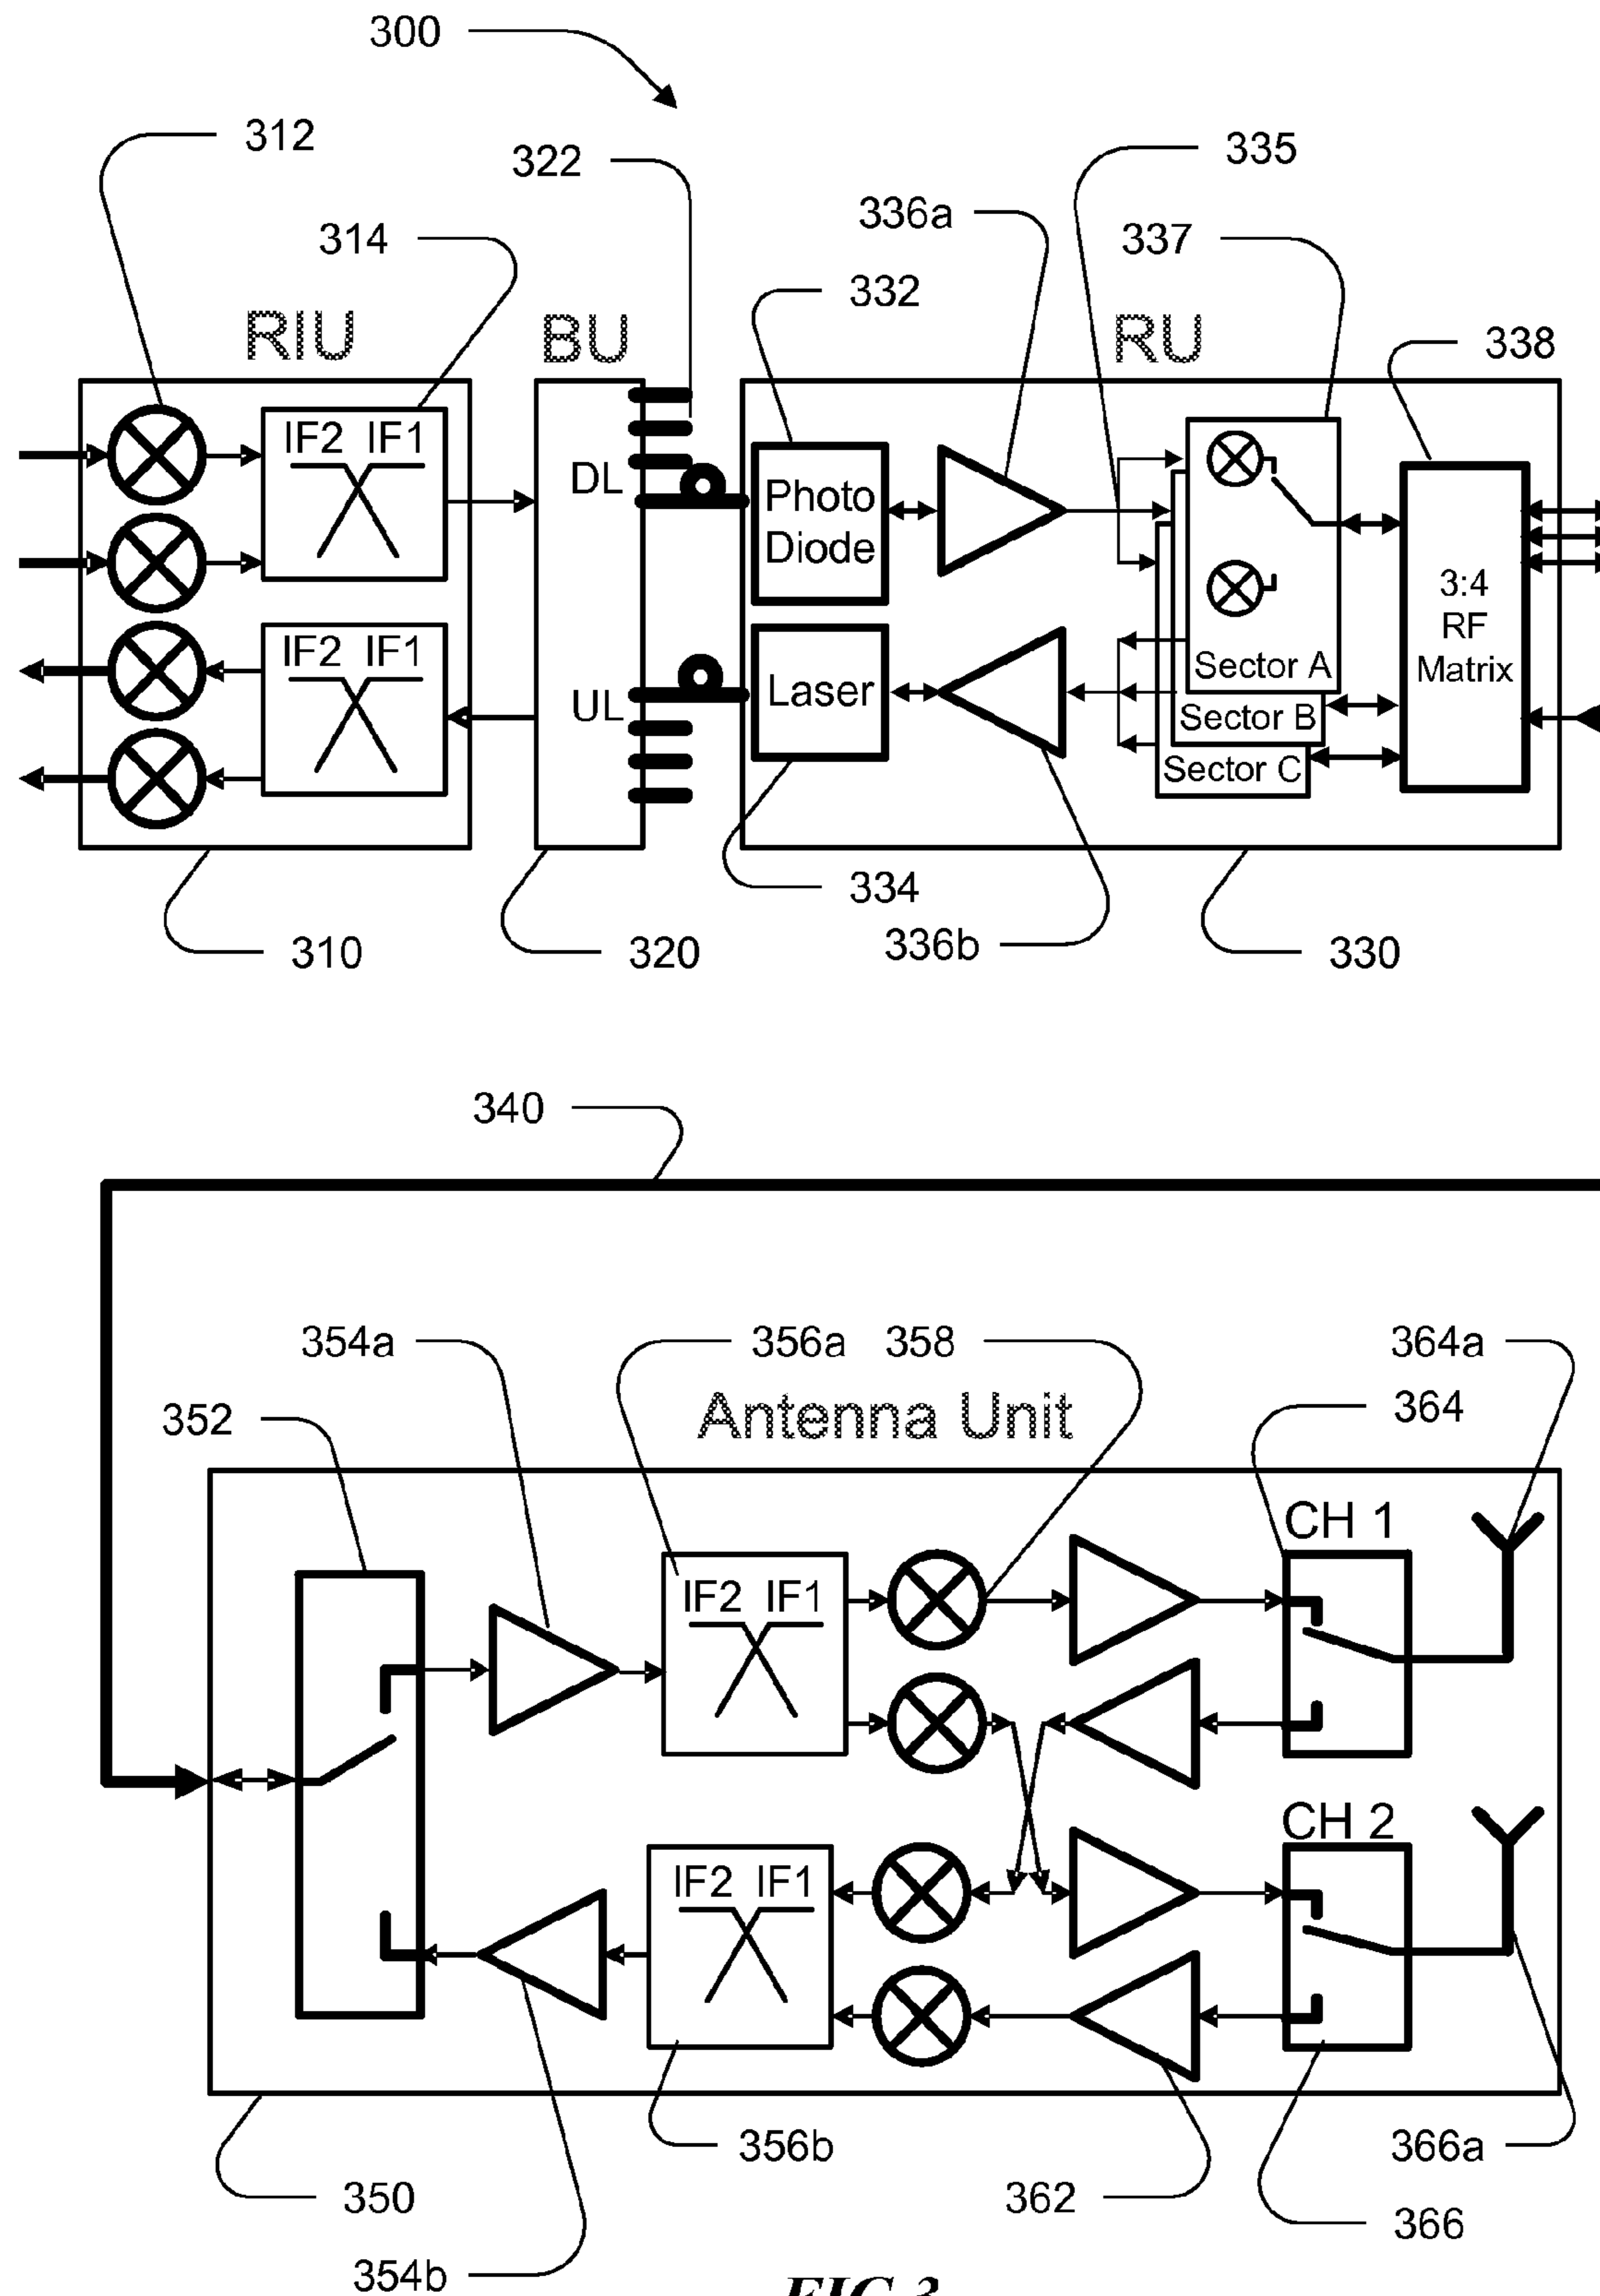 300
312
322
335
336a
314
337
332
338
RIU
BU
RU
IF2 IF1
DL
Photo
Diode
3:4
RF
Matrix
IF2 IF1
UL
Laser
Sector A
Sector B
Sector C
334
336b
310
320
330
340
354a
356a
358
364a
352
364
Antenna Unit
CH 1
IF2 IF1
CH 2
IF2 IF1
356b
366a
350
362
366
354b
FIG 3